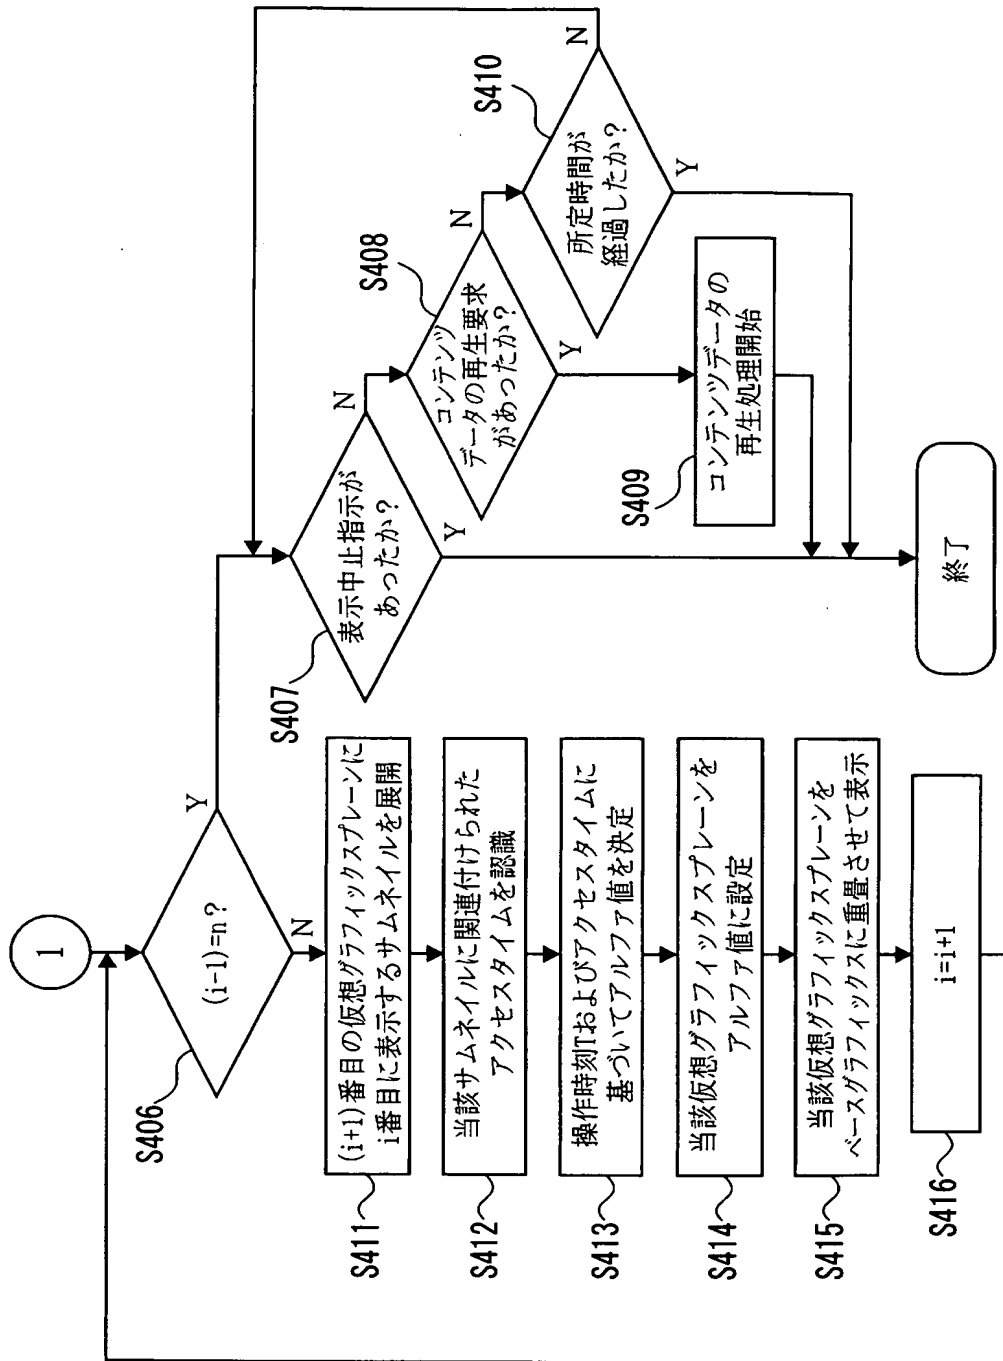 1
(i-1)=n?
S406
Y
N
S411
(i+1)番目の仮想グラフィックスプレーンに
i番目に表示するサムネイルを展開
S412
当該サムネイルに関連付けられた
アクセスタイムを認識
S413
操作時刻Tおよびアクセスタイムに
基づいてアルファ値を決定
S414
当該仮想グラフィックスプレーンを
アルファ値に設定
S415
当該仮想グラフィックスプレーンを
ベースグラフィックスに重畳させて表示
S416
i=i+1
S407
表示中止指示が
あったか?
N
Y
S408
コンテンツ
データの再生要求
があったか?
N
Y
S409
コンテンツデータの
再生処理開始
S410
所定時間が
経過したか?
N
Y
終了